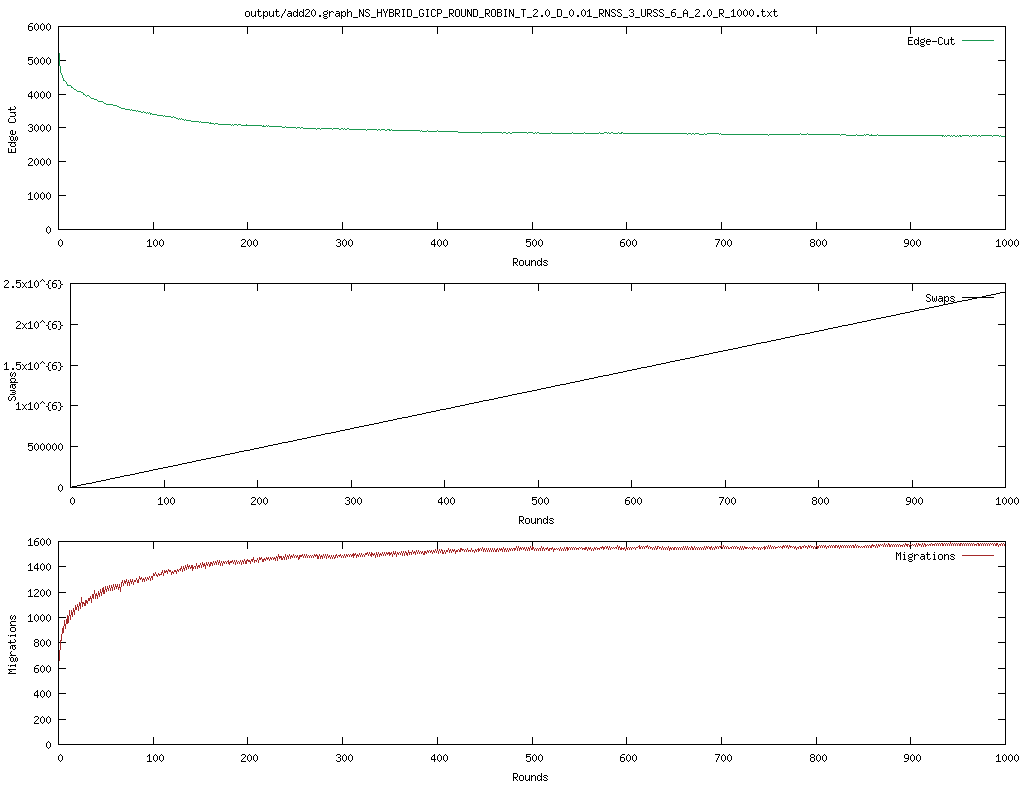 output/add20.graph_NS_HYBRID_GICP_ROUND_ROBIN_T_2.0_D_0.01_RNSS_3_URSS_6_A_2.0_R_1000.txt
6000
5000
4000
3000
2000
1000
0
Edge Cut
Edge-Cut
0 100 200 300 400 500 600 700 800 900 1000
Rounds
2.5x10^{6}
2x10^{6}
1.5x10^{6}
1x10^{6}
500000
0
Swaps
Swaps
0 100 200 300 400 500 600 700 800 900 1000
Rounds
1600
1400
1200
1000
800
600
400
200
0
Migrations
Migrations
0 100 200 300 400 500 600 700 800 900 1000
Rounds